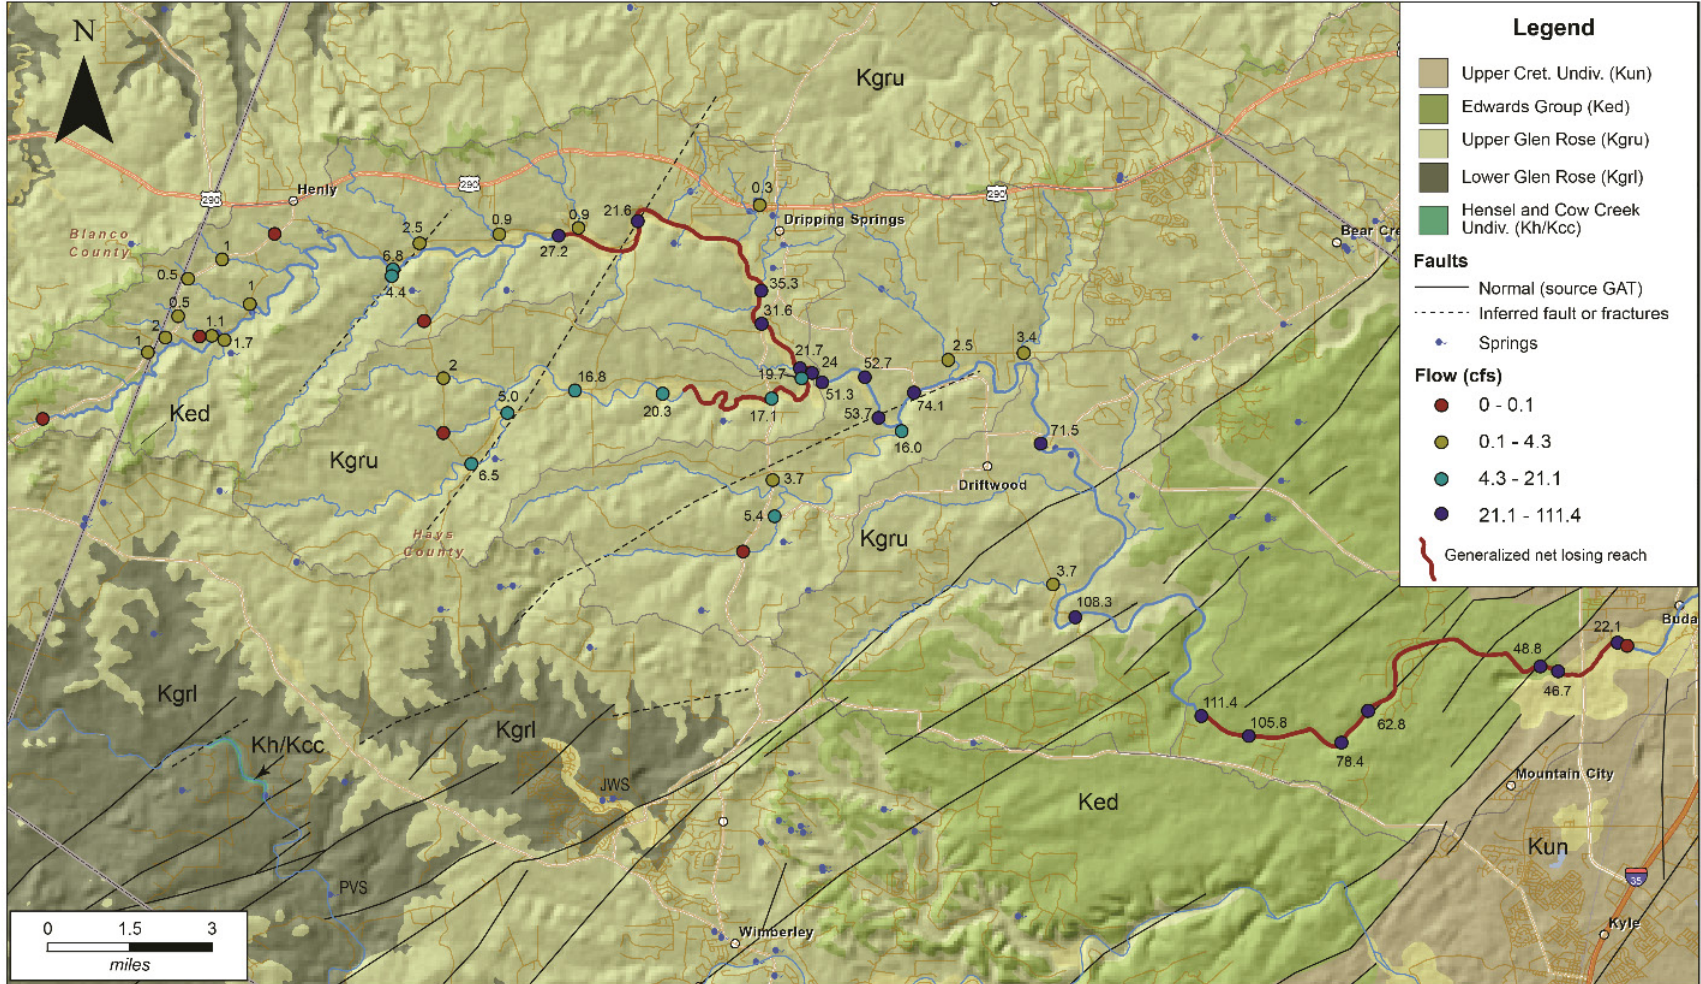 N
Kgru
290
290
290
Henly
Blanco
County
0.3
Dripping Springs
Bear Cre
21.6
2.5
0.9
0.9
27.2
1
0.5
6.8
4.4
1
0.5
2
1.1
1.7
1
35.3
31.6
21.7
19.7
24
52.7
2.5
3.4
51.3
2
16.8
5.0
20.3
17.1
53.7
74.1
16.0
71.5
Ked
Kgru
6.5
3.7
Driftwood
5.4
Hays
County
Kgru
3.7
108.3
22.1
Buda
48.8
46.7
111.4
105.8
62.8
78.4
Kgrl
Kgrl
Kh/Kcc
JWS
Ked
Mountain City
Kun
35
PVS
Wimberley
Kyle
0
1.5
3
miles
Legend
Upper Cret. Undiv. (Kun)
Edwards Group (Ked)
Upper Glen Rose (Kgru)
Lower Glen Rose (Kgrl)
Hensel and Cow Creek
Undiv. (Kh/Kcc)
Faults
Normal (source GAT)
Inferred fault or fractures
Springs
Flow (cfs)
0 - 0.1
0.1 - 4.3
4.3 - 21.1
21.1 - 111.4
Generalized net losing reach